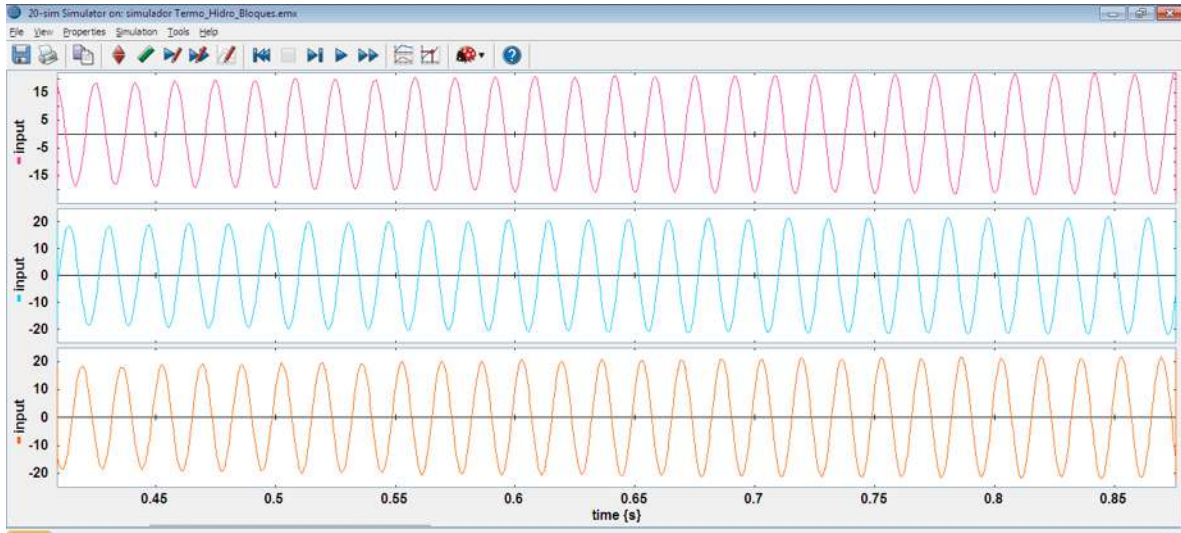 20-sim Simulator on: simulador Termo_Hidro_Bloques.emx
File View Properties Simulation Tools Help
15
5
-5
-15
input
20
10
0
-10
-20
input
20
10
0
-10
-20
input
0.45 0.5 0.55 0.6 0.65 0.7 0.75 0.8 0.85
time {s}